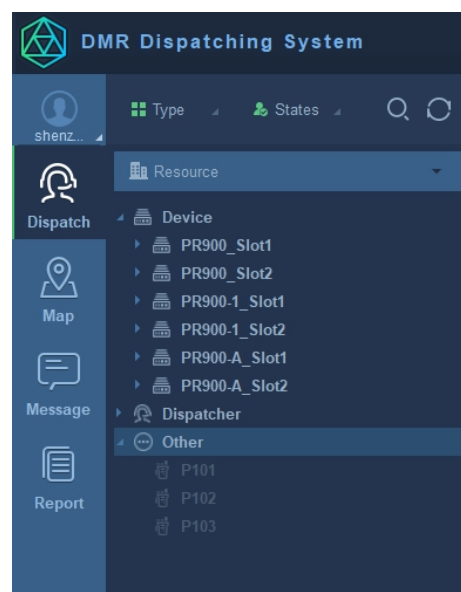 DMR Dispatching System
shenz...
Type
States
Dispatch
Map
Message
Report
Resource
Device
PR900_Slot1
PR900_Slot2
PR900-1_Slot1
PR900-1_Slot2
PR900-A_Slot1
PR900-A_Slot2
Dispatcher
Other
P101
P102
P103